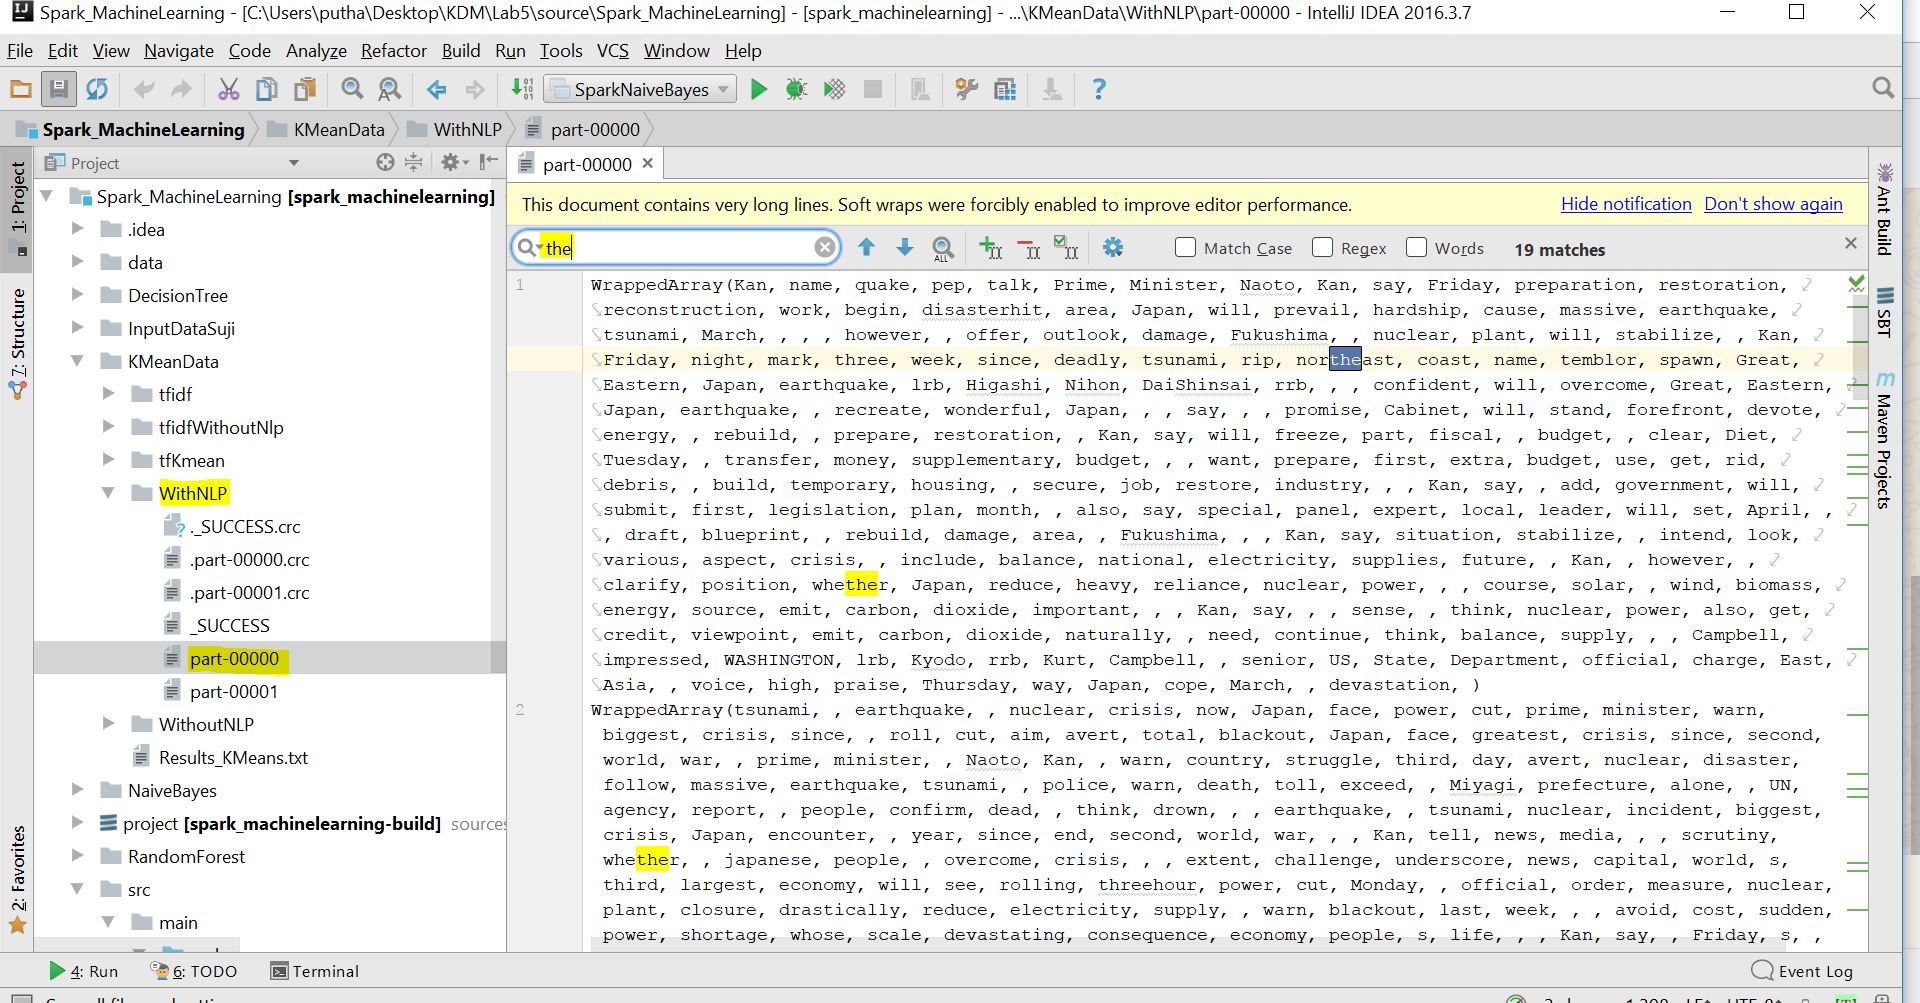 Spark_MachineLearning - [C:\Users\putha\Desktop\KDM\Lab5\source\Spark_MachineLearning] - [spark_machinelearning] - ...\KMeanData\WithNLP\part-00000 - IntelliJ IDEA 2016.3.7
File Edit View Navigate Code Analyze Refactor Build Run Tools VCS Window Help
SparkNaiveBayes
Spark_MachineLearning KMeanData WithNLP part-00000
Project
1: Project
7: Structure
2: Favorites
Spark_MachineLearning [spark_machinelearning]
.idea
data
DecisionTree
InputDataSuji
KMeanData
tfidf
tfidfWithoutNlp
tfKmean
WithNLP
._SUCCESS.crc
.part-00000.crc
.part-00001.crc
_SUCCESS
part-00000
part-00001
WithoutNLP
Results_KMeans.txt
NaiveBayes
project [spark_machinelearning-build] sources
RandomForest
src
main
part-00000
This document contains very long lines. Soft wraps were forcibly enabled to improve editor performance. Hide notification Don't show again
the Match Case Regex Words 19 matches
1 WrappedArray(Kan, name, quake, pep, talk, Prime, Minister, Naoto, Kan, say, Friday, preparation, restoration,
reconstruction, work, begin, disasterhit, area, Japan, will, prevail, hardship, cause, massive, earthquake,
tsunami, March, , , , however, , offer, outlook, damage, Fukushima, , nuclear, plant, will, stabilize, , Kan,
Friday, night, mark, three, week, since, deadly, tsunami, rip, northeast, coast, name, temblor, spawn, Great,
Eastern, Japan, earthquake, lrb, Higashi, Nihon, DaiShinsai, rrb, , , confident, will, overcome, Great, Eastern,
Japan, earthquake, , recreate, wonderful, Japan, , , say, , , promise, Cabinet, will, stand, forefront, devote,
energy, , rebuild, , prepare, restoration, , Kan, say, will, freeze, part, fiscal, , budget, , clear, Diet,
Tuesday, , transfer, money, supplementary, budget, , , want, prepare, first, extra, budget, use, get, rid,
debris, , build, temporary, housing, , secure, job, restore, industry, , , Kan, say, , add, government, will,
submit, first, legislation, plan, month, , also, say, special, panel, expert, local, leader, will, set, April, ,
, draft, blueprint, , rebuild, damage, area, , Fukushima, , , Kan, say, situation, stabilize, , intend, look,
various, aspect, crisis, , include, balance, national, electricity, supplies, future, , Kan, , however, ,
clarify, position, whether, Japan, reduce, heavy, reliance, nuclear, power, , , course, solar, , wind, biomass,
energy, source, emit, carbon, dioxide, important, , , Kan, say, , , sense, , think, nuclear, power, also, get,
credit, viewpoint, emit, carbon, dioxide, naturally, , need, continue, think, balance, supply, , , Campbell,
impressed, WASHINGTON, lrb, Kyodo, rrb, Kurt, Campbell, , senior, US, State, Department, official, charge, East,
Asia, , voice, high, praise, Thursday, way, Japan, cope, March, , devastation, )
2 WrappedArray(tsunami, , earthquake, , nuclear, crisis, now, Japan, face, power, cut, prime, minister, warn,
biggest, crisis, since, , roll, cut, aim, avert, total, blackout, Japan, face, greatest, crisis, since, second,
world, war, , prime, minister, , Naoto, Kan, , warn, country, struggle, third, day, avert, nuclear, disaster,
follow, massive, earthquake, tsunami, , police, warn, death, toll, exceed, , Miyagi, prefecture, alone, , UN,
agency, report, , people, confirm, dead, , think, drown, , , earthquake, , tsunami, nuclear, incident, biggest,
crisis, Japan, encounter, , year, since, end, second, world, war, , , Kan, tell, news, media, , , scrutiny,
whether, , japanese, people, , overcome, crisis, , , extent, challenge, underscore, news, capital, world, s,
third, largest, economy, will, see, rolling, threehour, power, cut, Monday, , official, order, measure, nuclear,
plant, closure, drastically, reduce, electricity, supply, , warn, blackout, last, week, , , avoid, cost, sudden,
power, shortage, whose, scale, devastating, consequence, economy, people, s, life, , , Kan, say, , Friday, s, ,
Ant Build
SBT
Maven Projects
4: Run 6: TODO Terminal Event Log